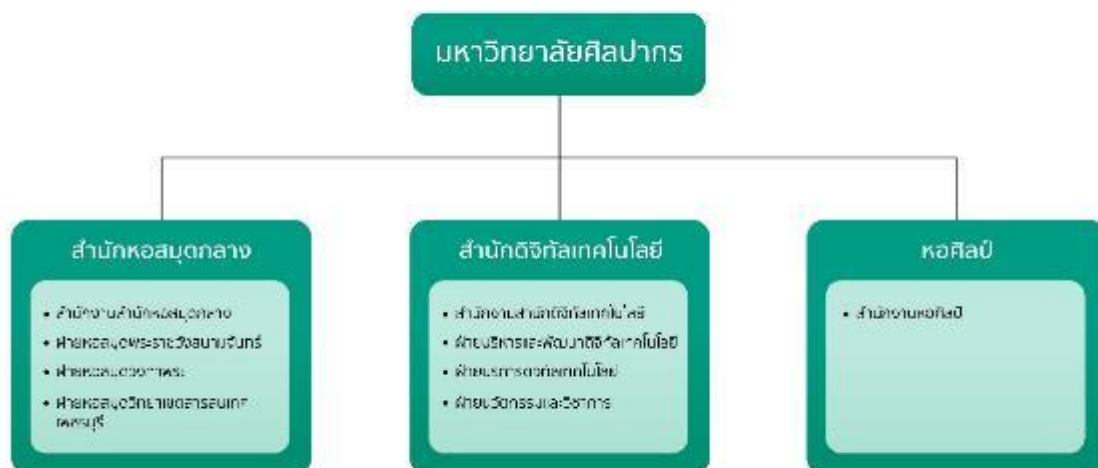 มหาวิทยาลัยศิลปากร
สำนักหอสมุดกลาง
• สำนักงานสำนักหอสมุดกลาง
• ฝ่ายหอสมุดพระราชวังสนามจันทร์
• ฝ่ายหอสมุดวังท่าพระ
• ฝ่ายหอสมุดวิทยาเขตสารสนเทศ
เพชรบุรี
สำนักดิจิทัลเทคโนโลยี
• สำนักงานสำนักดิจิทัลเทคโนโลยี
• ฝ่ายบริหารและพัฒนาดิจิทัลเทคโนโลยี
• ฝ่ายบริการดิจิทัลเทคโนโลยี
• ฝ่ายนวัตกรรมและวิชาการ
หอศิลป์
• สำนักงานหอศิลป์